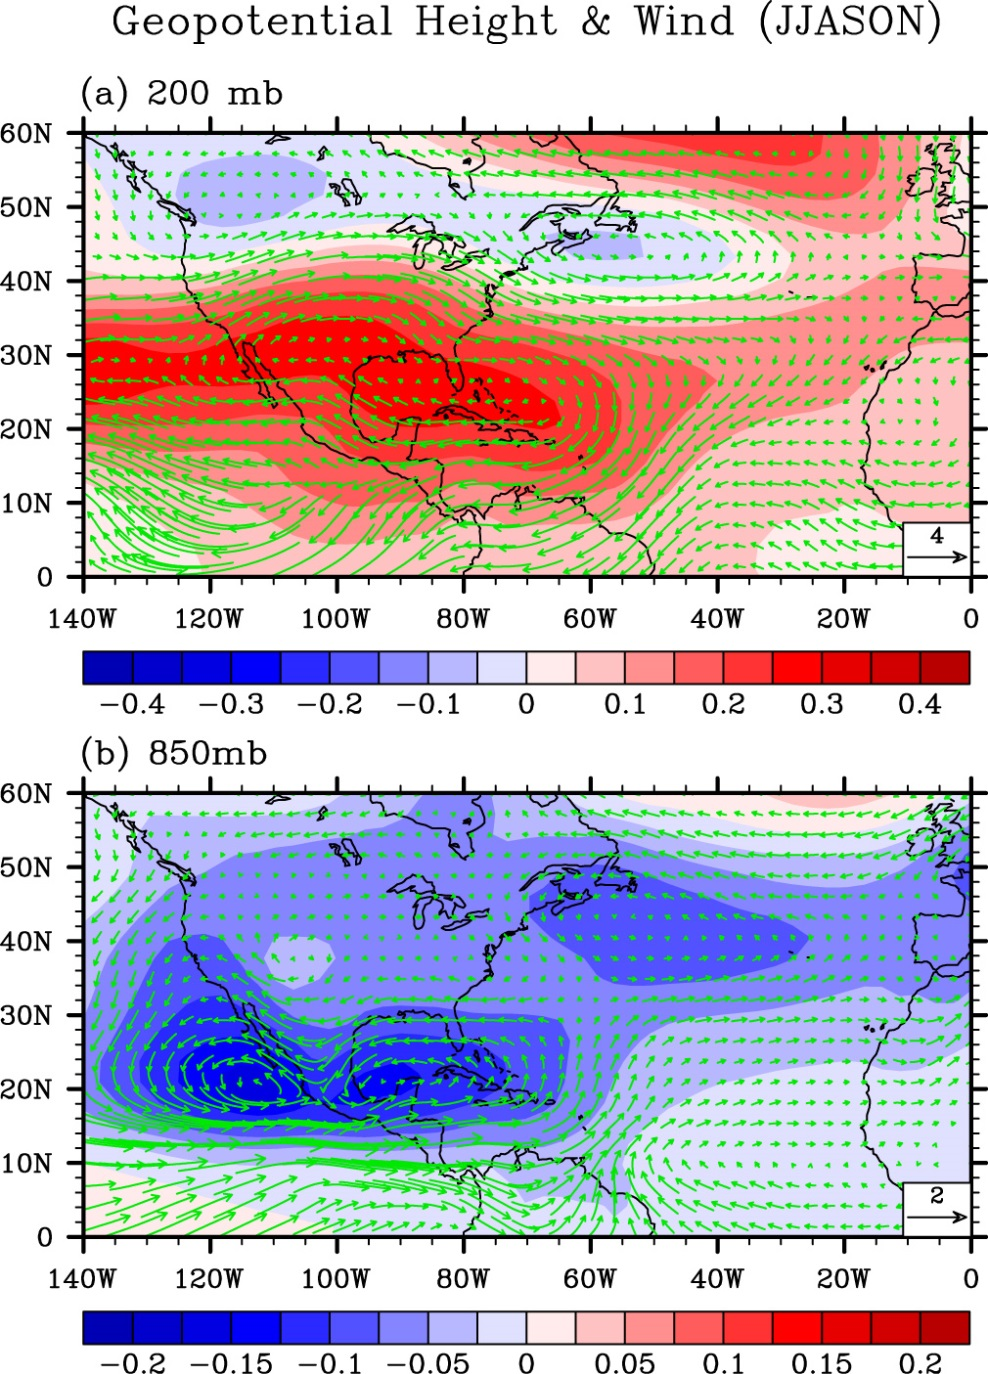 Geopotential Height & Wind (JJASON)
(a) 200 mb
60N
50N
40N
30N
20N
10N
0
4
140W 120W 100W 80W 60W 40W 20W 0
−0.4 −0.3 −0.2 −0.1 0 0.1 0.2 0.3 0.4
(b) 850mb
60N
50N
40N
30N
20N
10N
0
2
140W 120W 100W 80W 60W 40W 20W 0
−0.2 −0.15 −0.1 −0.05 0 0.05 0.1 0.15 0.2